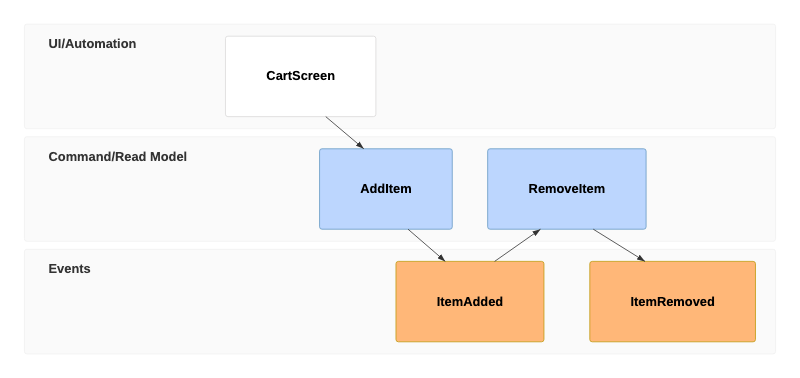 UI/Automation
CartScreen
Command/Read Model
AddItem
RemoveItem
Events
ItemAdded
ItemRemoved